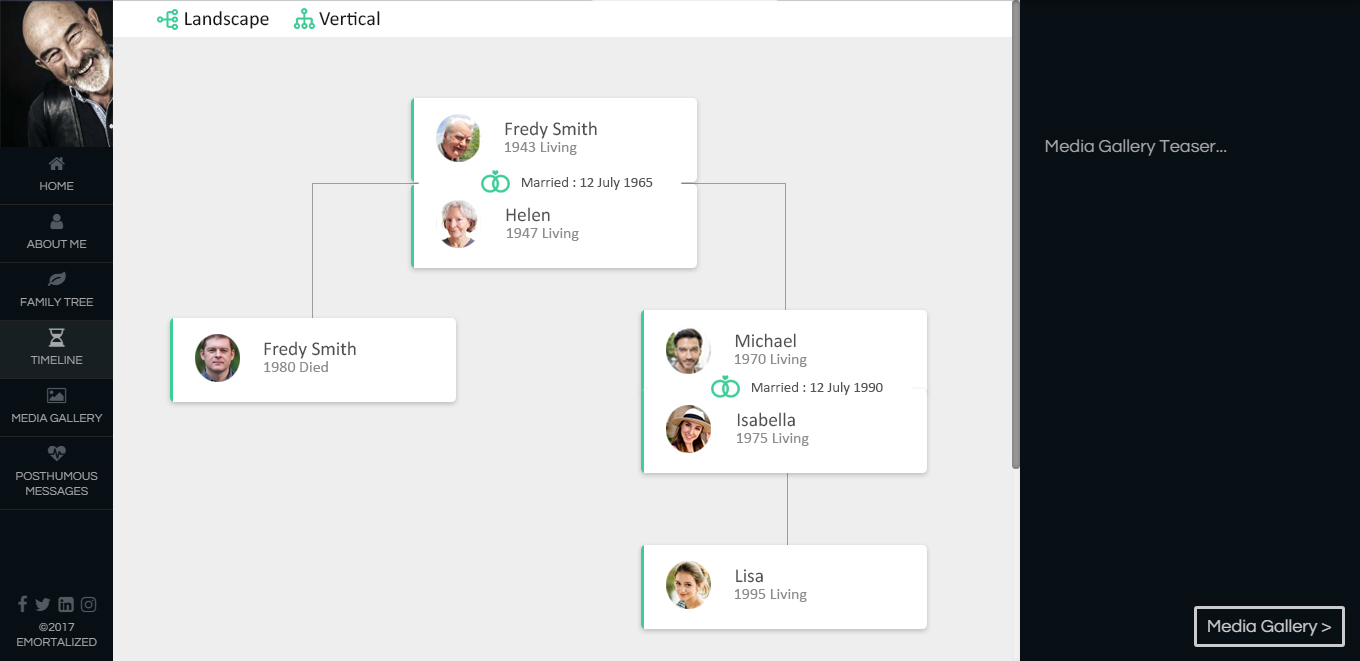 Landscape
Vertical
HOME
ABOUT ME
FAMILY TREE
TIMELINE
MEDIA GALLERY
POSTHUMOUS
MESSAGES
©2017
EMORTALIZED
Fredy Smith
1943 Living
Married : 12 July 1965
Helen
1947 Living
Fredy Smith
1980 Died
Michael
1970 Living
Married : 12 July 1990
Isabella
1975 Living
Lisa
1995 Living
Media Gallery Teaser...
Media Gallery >